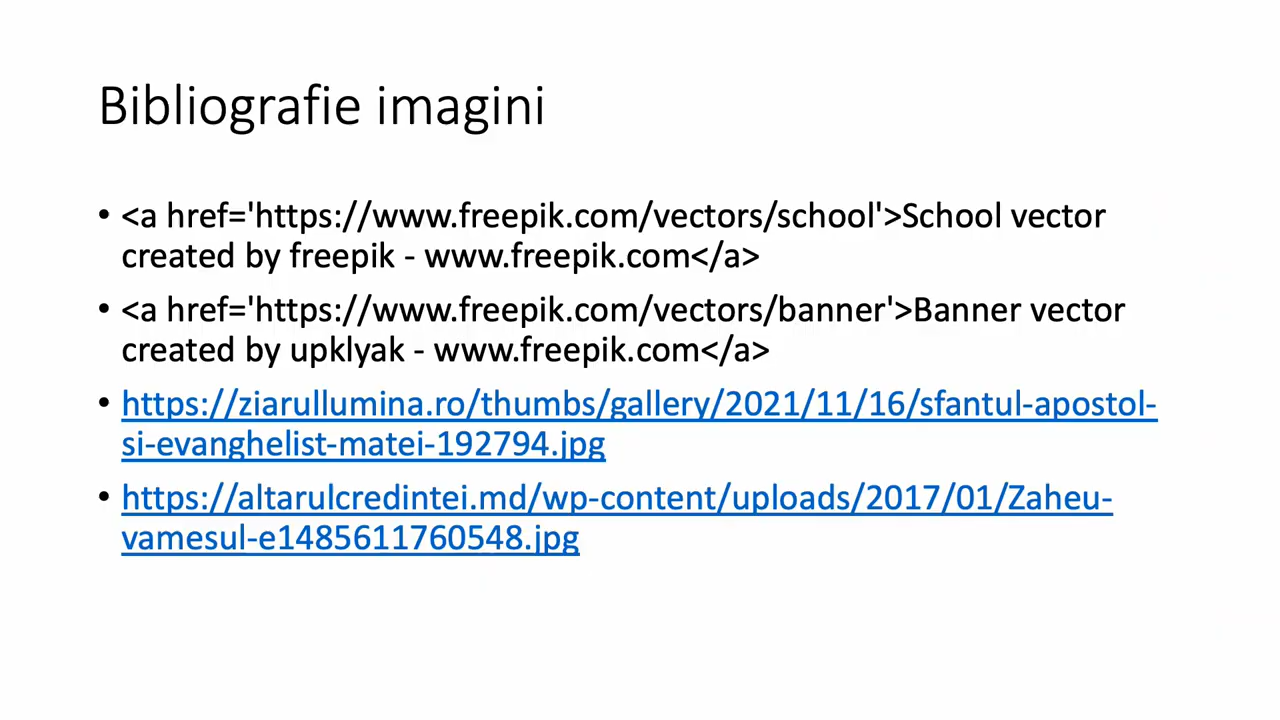 Bibliografie imagini
• <a href='https://www.freepik.com/vectors/school'>School vector
created by freepik - www.freepik.com</a>
• <a href='https://www.freepik.com/vectors/banner'>Banner vector
created by upklyak - www.freepik.com</a>
• https://ziarullumina.ro/thumbs/gallery/2021/11/16/sfantul-apostol-
si-evanghelist-matei-192794.jpg
• https://altarulcredintei.md/wp-content/uploads/2017/01/Zaheu-
vamesul-e1485611760548.jpg